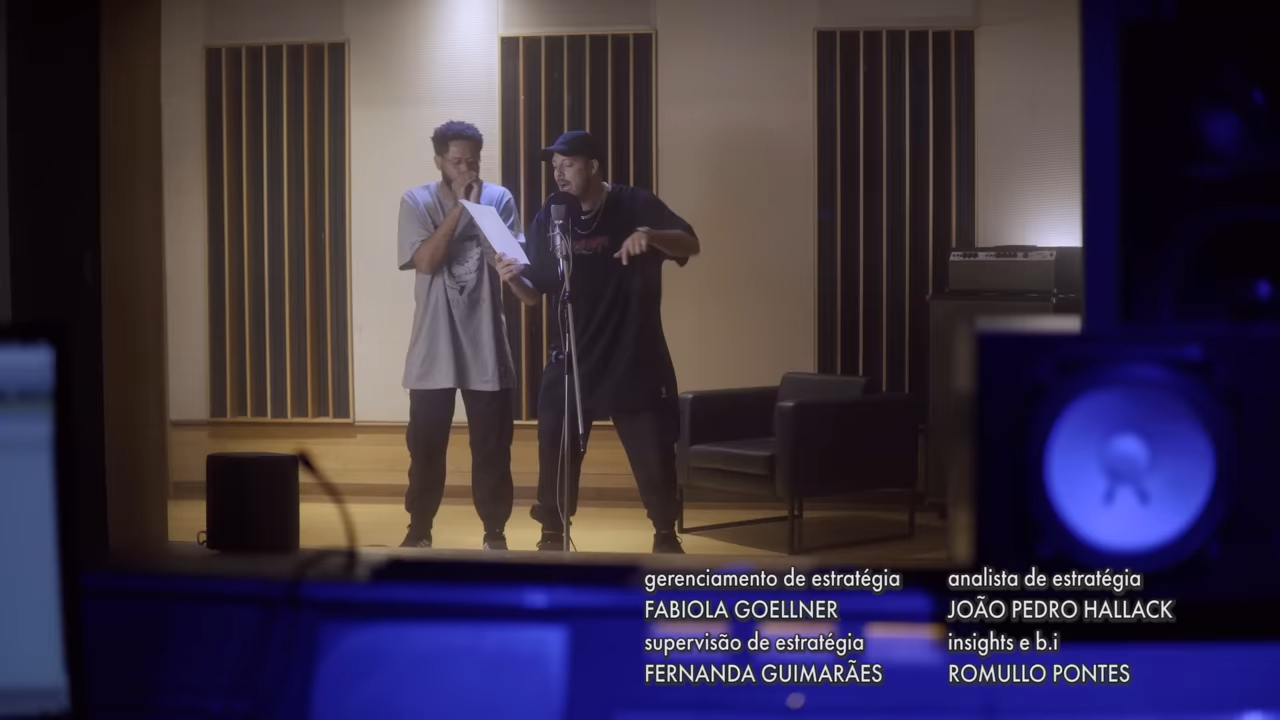 gerenciamento de estratégia
FABIOLA GOELLNER
supervisão de estratégia
FERNANDA GUIMARÃES
analista de estratégia
JOÃO PEDRO HALLACK
insights e b.i
ROMULLO PONTES